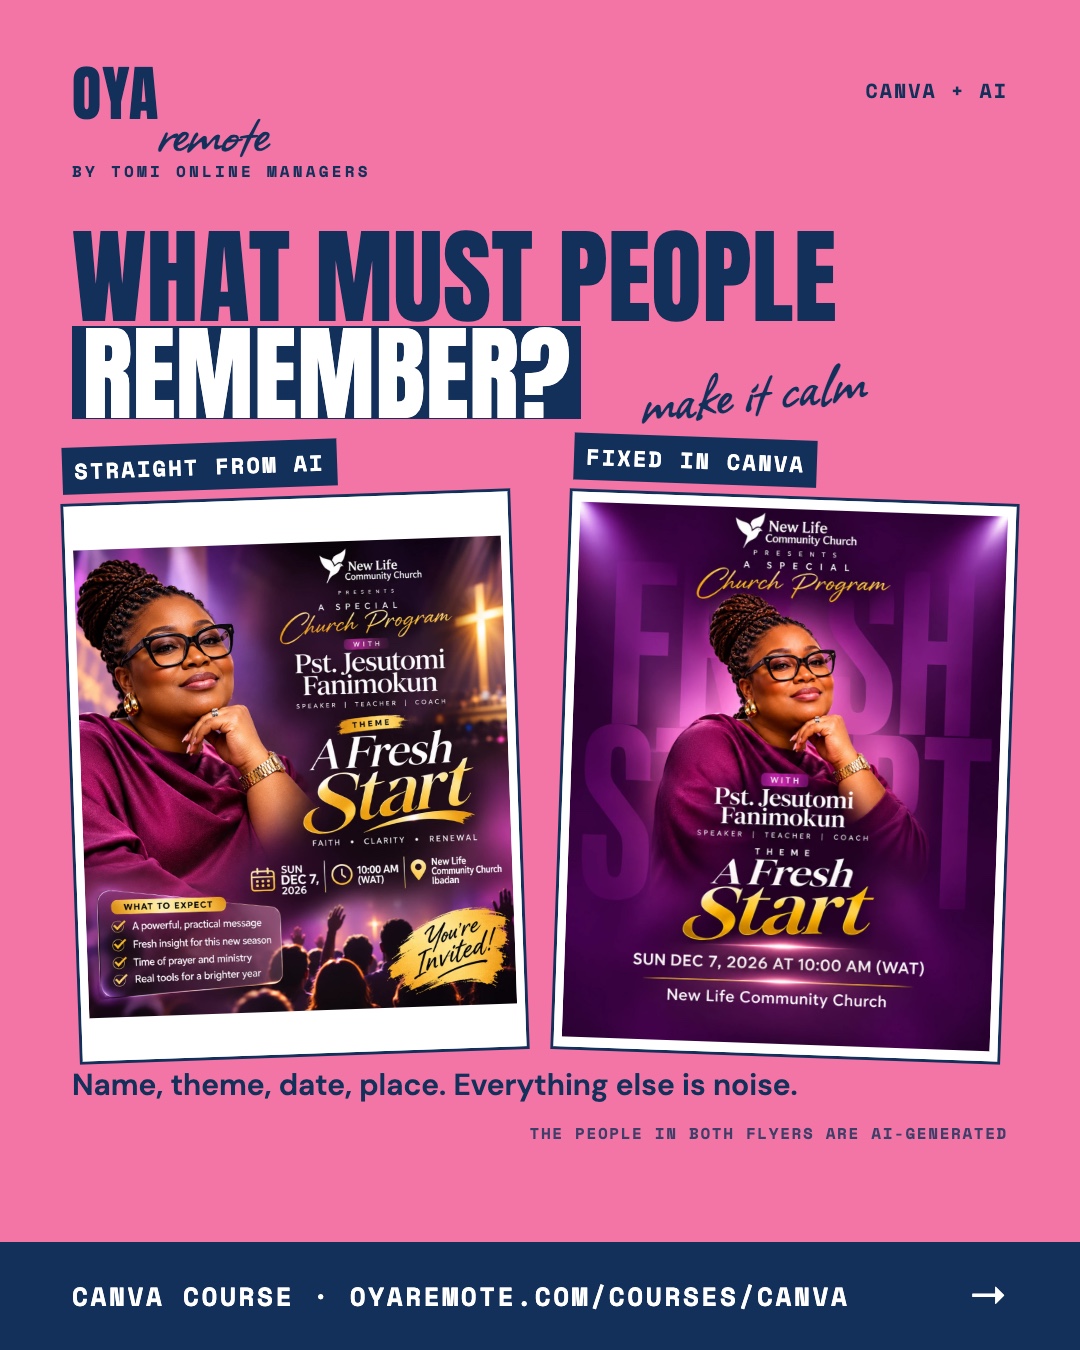 OYA
remote
BY TOMI ONLINE MANAGERS
CANVA + AI
WHAT MUST PEOPLE
REMEMBER?
make it calm
STRAIGHT FROM AI
New Life
Community Church
PRESENTS
A SPECIAL
Church Program
WITH
Pst. Jesutomi
Fanimokun
SPEAKER | TEACHER | COACH
THEME
A Fresh
Start
FAITH • CLARITY • RENEWAL
SUN
DEC 7,
2026
10:00 AM
(WAT)
New Life
Community Church
Ibadan
WHAT TO EXPECT
A powerful, practical message
Fresh insight for this new season
Time of prayer and ministry
Real tools for a brighter year
You're
Invited!
FIXED IN CANVA
New Life
Community Church
PRESENTS
A SPECIAL
Church Program
FRESH
START
WITH
Pst. Jesutomi
Fanimokun
SPEAKER | TEACHER | COACH
THEME
A Fresh
Start
SUN DEC 7, 2026 AT 10:00 AM (WAT)
New Life Community Church
Name, theme, date, place. Everything else is noise.
THE PEOPLE IN BOTH FLYERS ARE AI-GENERATED
CANVA COURSE · OYAREMOTE.COM/COURSES/CANVA →